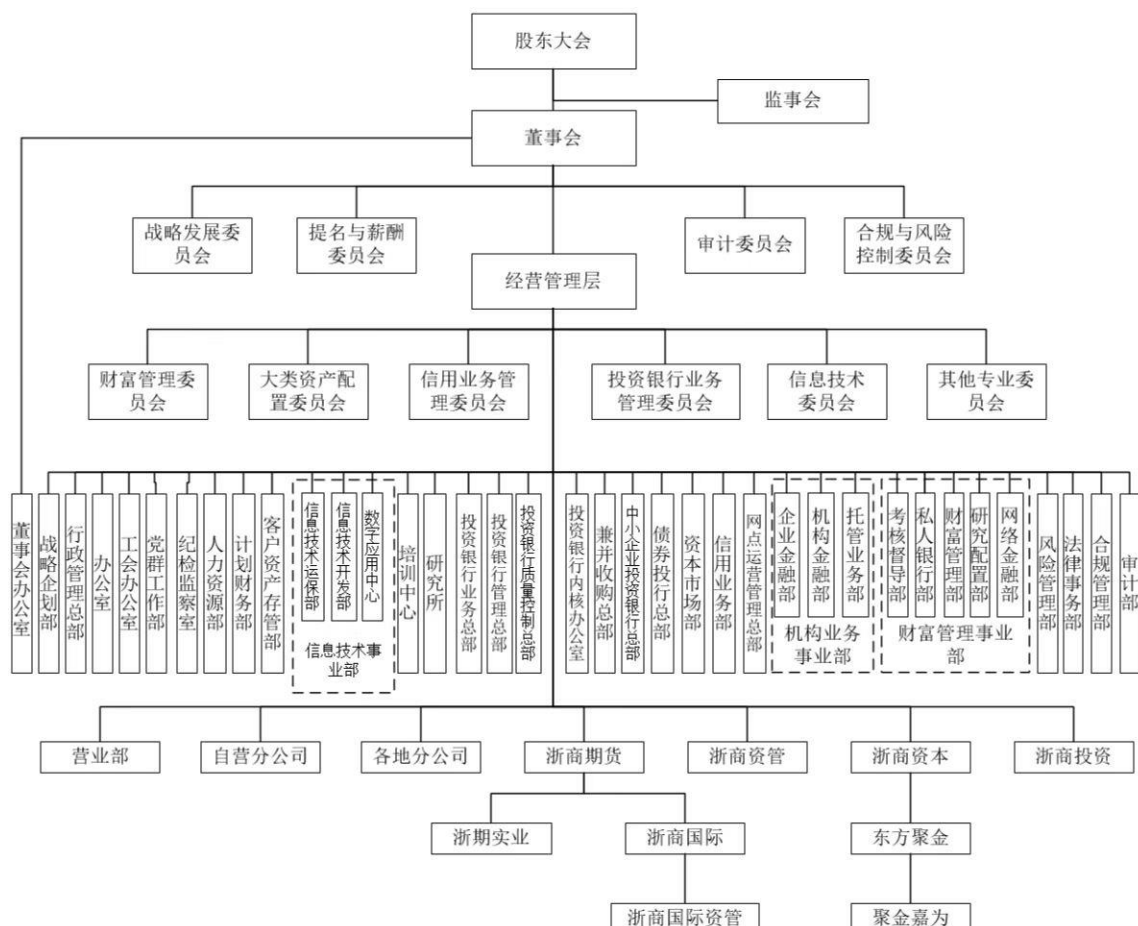 股东大会
监事会
董事会
战略发展委
员会
提名与薪酬
委员会
审计委员会
合规与风险
控制委员会
经营管理层
财富管理委
员会
大类资产配
置委员会
信用业务管
理委员会
投资银行业务
管理委员会
信息技术
委员会
其他专业委
员会
董事会办公室
战略企划部
行政管理总部
办公室
工会办公室
党群工作部
纪检监察室
人力资源部
计划财务部
客户资产存管部
信息技术运保部
信息技术开发部
数字应用中心
信息技术事
业部
培训中心
研究所
投资银行业务总部
投资银行管理总部
投资银行质量控制总部
投资银行内核办公室
兼并收购总部
中小企业投资银行总部
债券投行总部
资本市场部
信用业务部
网点运营管理总部
企业金融部
机构金融部
托管业务部
机构业务
事业部
考核督导部
私人银行部
财富管理部
研究配置部
网络金融部
财富管理事业
部
风险管理部
法律事务部
合规管理部
审计部
营业部
自营分公司
各地分公司
浙商期货
浙商资管
浙商资本
浙商投资
浙期实业
浙商国际
东方聚金
浙商国际资管
聚金嘉为